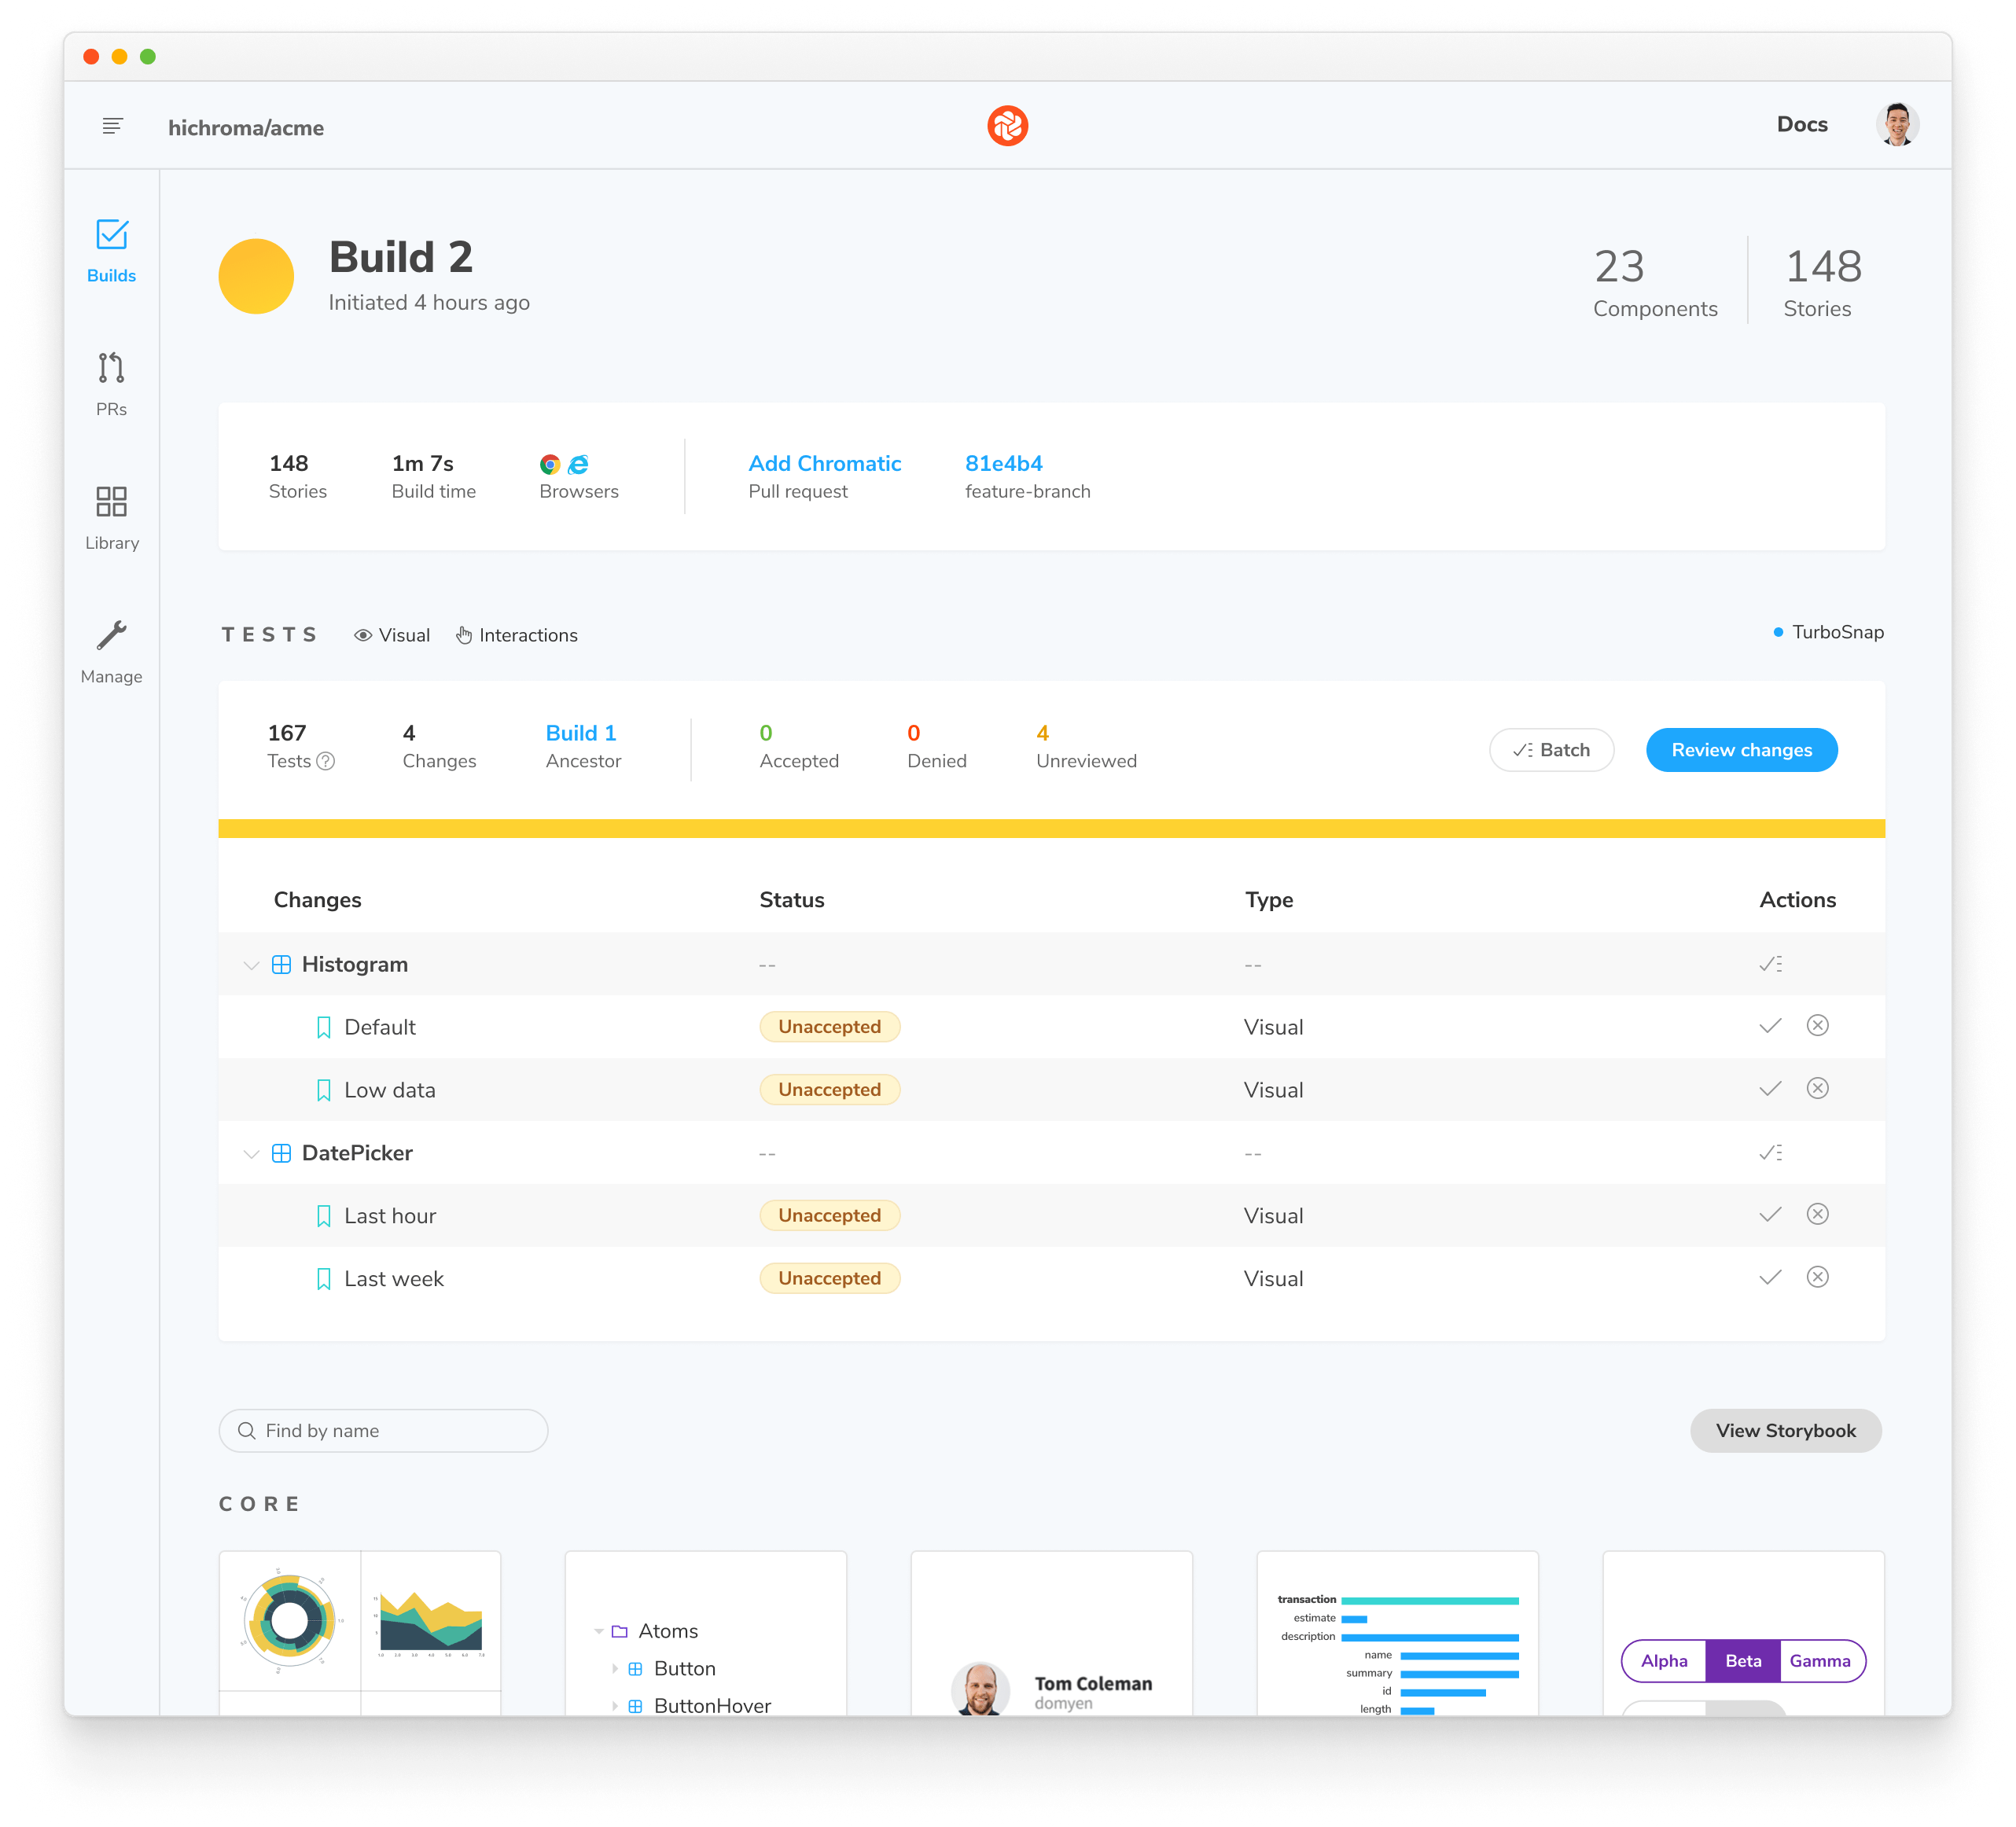 hichroma/acme
Docs
Builds
PRs
Library
Manage
Build 2
Initiated 4 hours ago
23
Components
148
Stories
148
Stories
1m 7s
Build time
Browsers
Add Chromatic
Pull request
81e4b4
feature-branch
TESTS Visual Interactions
TurboSnap
167
Tests
4
Changes
Build 1
Ancestor
0
Accepted
0
Denied
4
Unreviewed
Batch
Review changes
Changes Status Type Actions
Histogram -- --
Default Unaccepted Visual
Low data Unaccepted Visual
DatePicker -- --
Last hour Unaccepted Visual
Last week Unaccepted Visual
Find by name
View Storybook
CORE
Atoms
Button
ButtonHover
Tom Coleman
domyen
transaction
estimate
description
name
summary
id
length
Alpha Beta Gamma